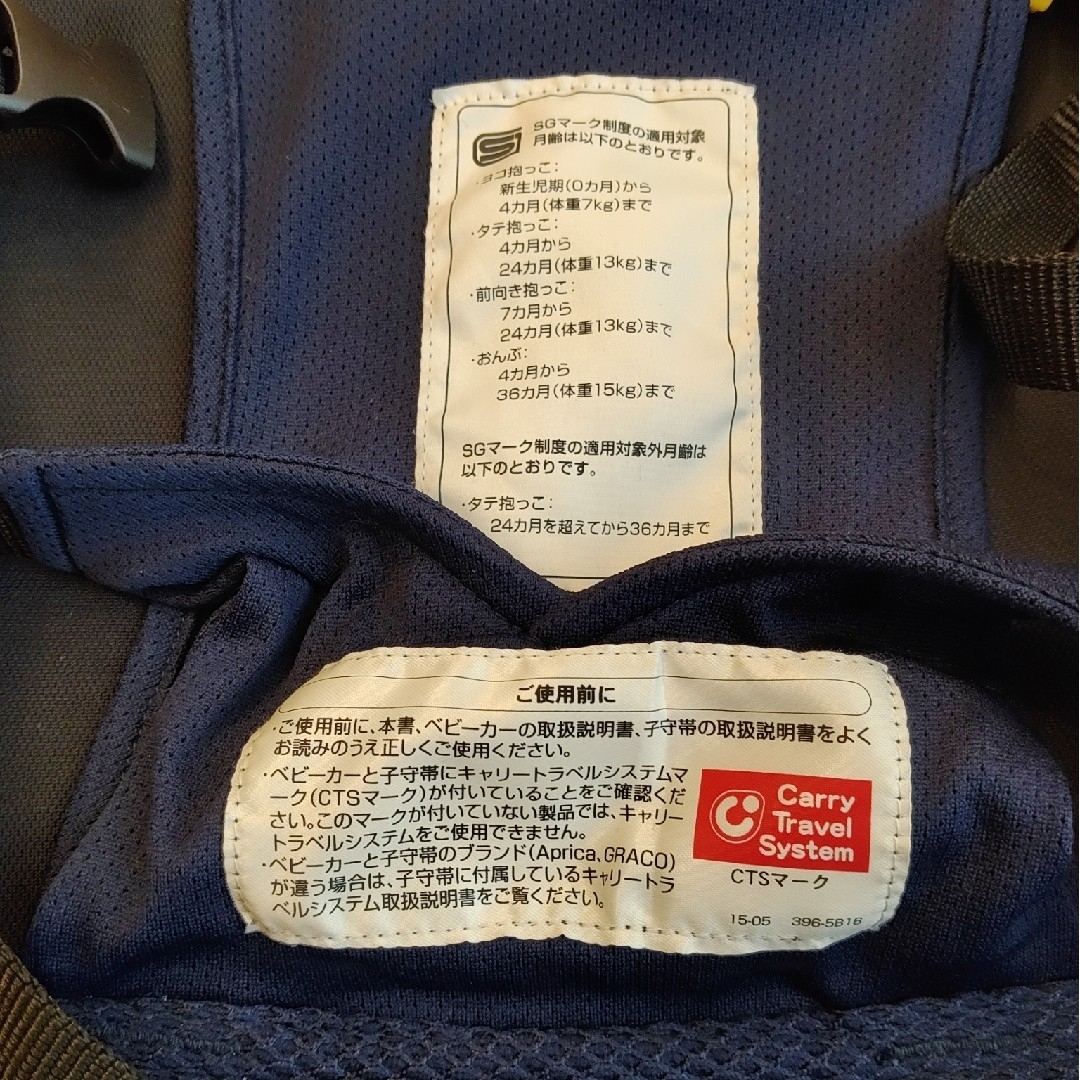 SGマーク制度の適用対象
月齢は以下のとおりです。
・ヨコ抱っこ:
新生児期(0カ月)から
4カ月(体重7kg)まで
・タテ抱っこ:
4カ月から
24カ月(体重13kg)まで
・前向き抱っこ:
7カ月から
24カ月(体重13kg)まで
・おんぶ:
4カ月から
36カ月(体重15kg)まで
SGマーク制度の適用対象外月齢は
以下のとおりです。
・タテ抱っこ:
24カ月を超えてから36カ月まで
ご使用前に
・ご使用前に、本書、ベビーカーの取扱説明書、子守帯の取扱説明書をよく
お読みのうえ正しくご使用ください。
・ベビーカーと子守帯にキャリートラベルシステムマ
ーク(CTSマーク)が付いていることをご確認くだ
さい。このマークが付いていない製品では、キャリー
トラベルシステムをご使用できません。
・ベビーカーと子守帯のブランド(Aprica、GRACO)
が違う場合は、子守帯に付属しているキャリートラ
ベルシステム取扱説明書をご覧ください。
Carry
Travel
System
CTSマーク
15-05 396-5816